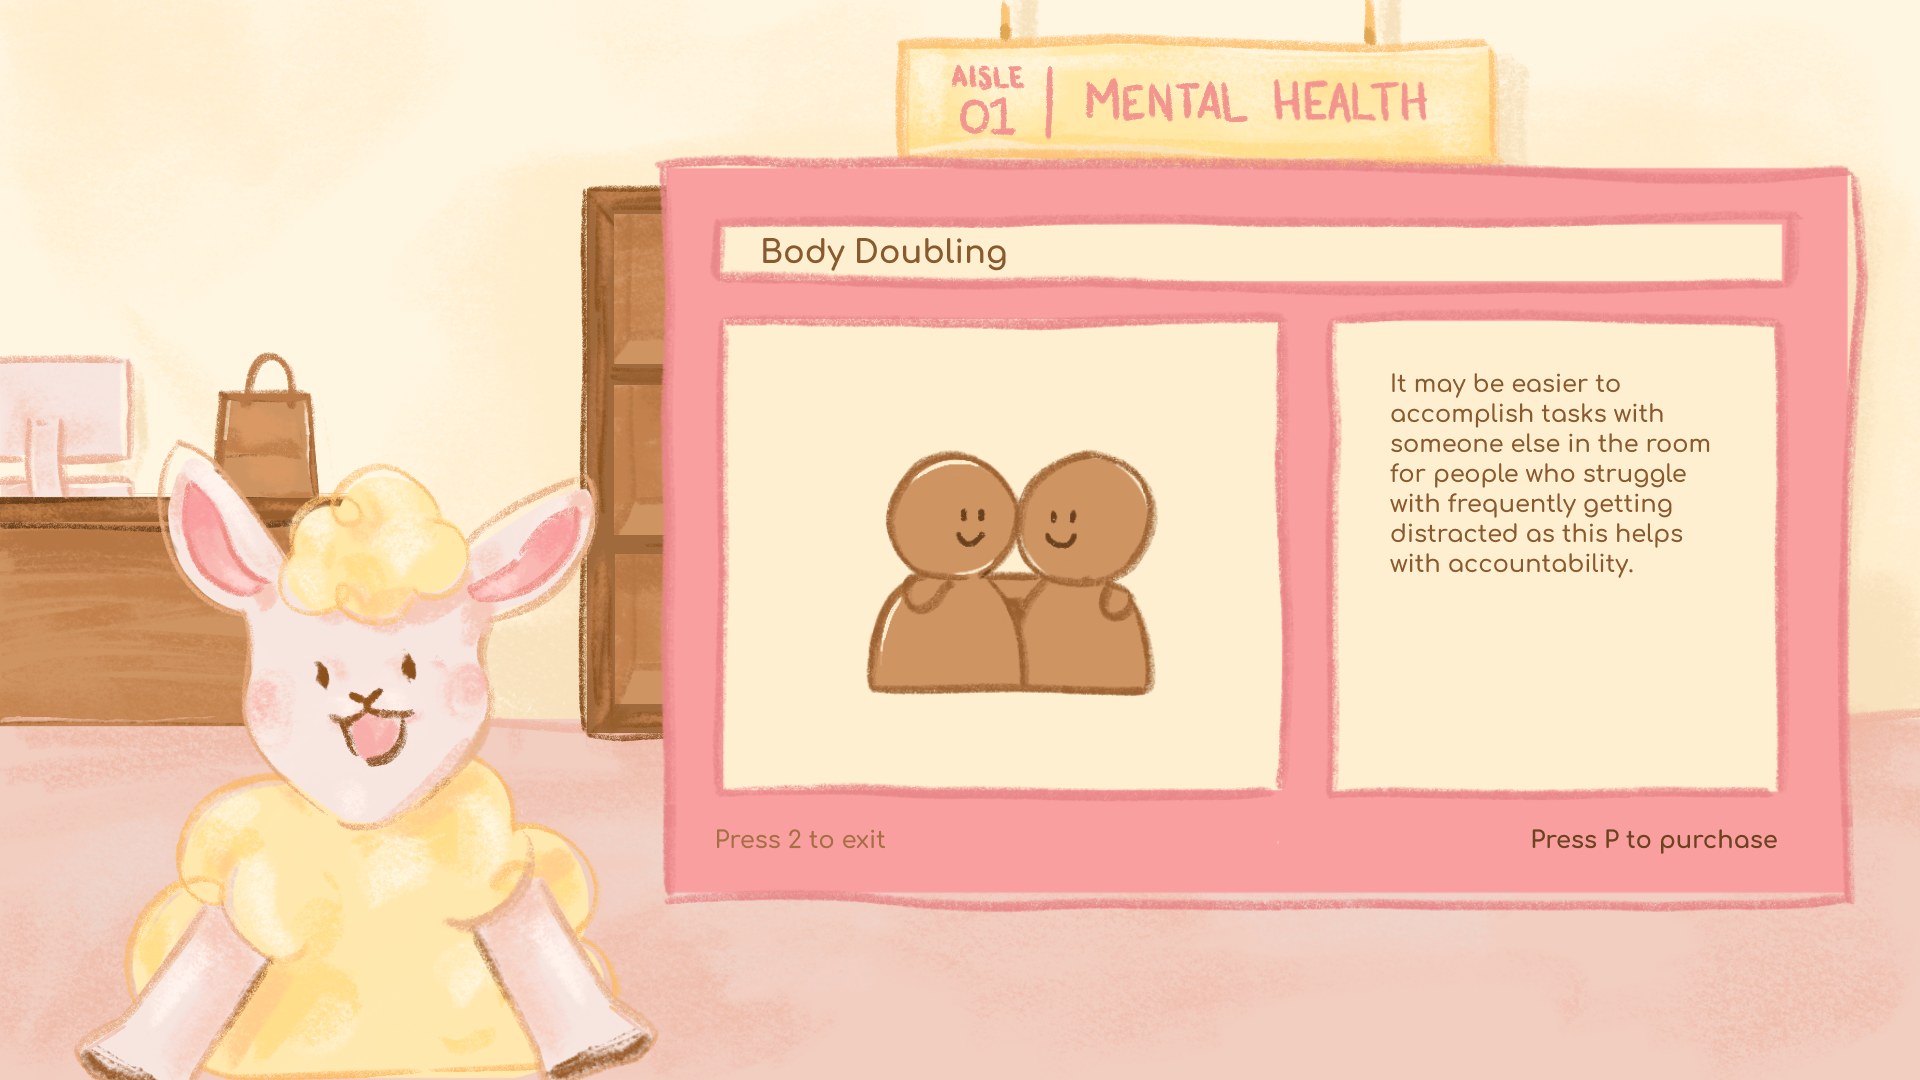 AISLE
01
MENTAL HEALTH
Body Doubling
It may be easier to
accomplish tasks with
someone else in the room
for people who struggle
with frequently getting
distracted as this helps
with accountability.
Press 2 to exit
Press P to purchase